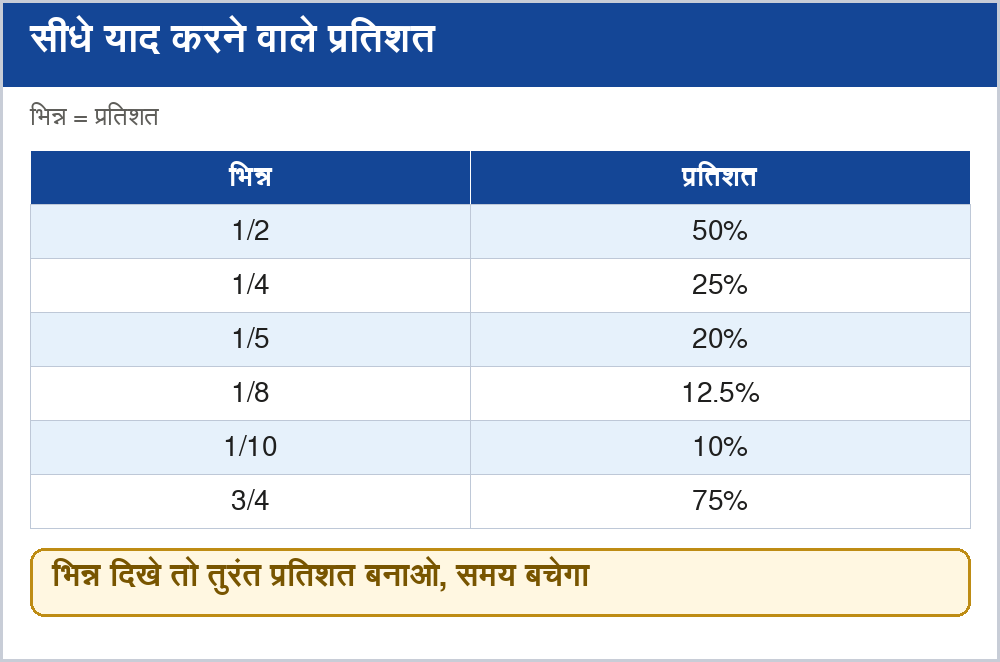 सीधे याद करने वाले प्रतिशत
भिन्न = प्रतिशत
भिन्न प्रतिशत
1/2 50%
1/4 25%
1/5 20%
1/8 12.5%
1/10 10%
3/4 75%
भिन्न दिखे तो तुरंत प्रतिशत बनाओ, समय बचेगा